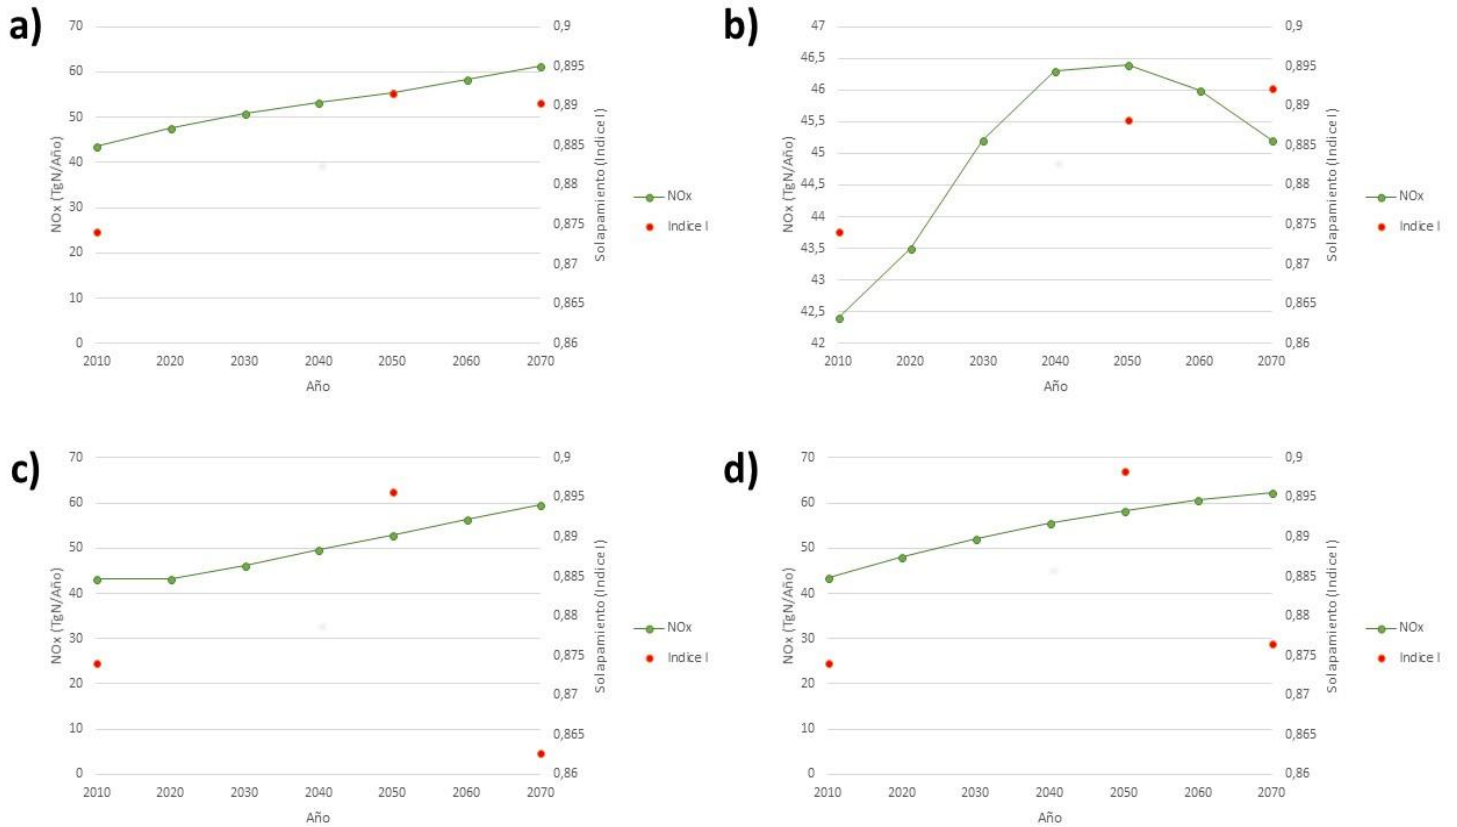 a)
70
60
50
40
30
20
10
0
NOx (TgN/Año)
0,9
0,895
0,89
0,885
0,88
0,875
0,87
0,865
0,86
Solapamiento (Indice I)
2010 2020 2030 2040 2050 2060 2070
Año
NOx
Indice I
b)
47
46,5
46
45,5
45
44,5
44
43,5
43
42,5
42
NOx (TgN/Año)
0,9
0,895
0,89
0,885
0,88
0,875
0,87
0,865
0,86
Solapamiento (Indice I)
2010 2020 2030 2040 2050 2060 2070
Año
NOx
Indice I
c)
70
60
50
40
30
20
10
0
NOx (TgN/Año)
0,9
0,895
0,89
0,885
0,88
0,875
0,87
0,865
0,86
Solapamiento (Indice I)
2010 2020 2030 2040 2050 2060 2070
Año
NOx
Indice I
d)
70
60
50
40
30
20
10
0
NOx (TgN/Año)
0,9
0,895
0,89
0,885
0,88
0,875
0,87
0,865
0,86
Solapamiento (Indice I)
2010 2020 2030 2040 2050 2060 2070
Año
NOx
Indice I